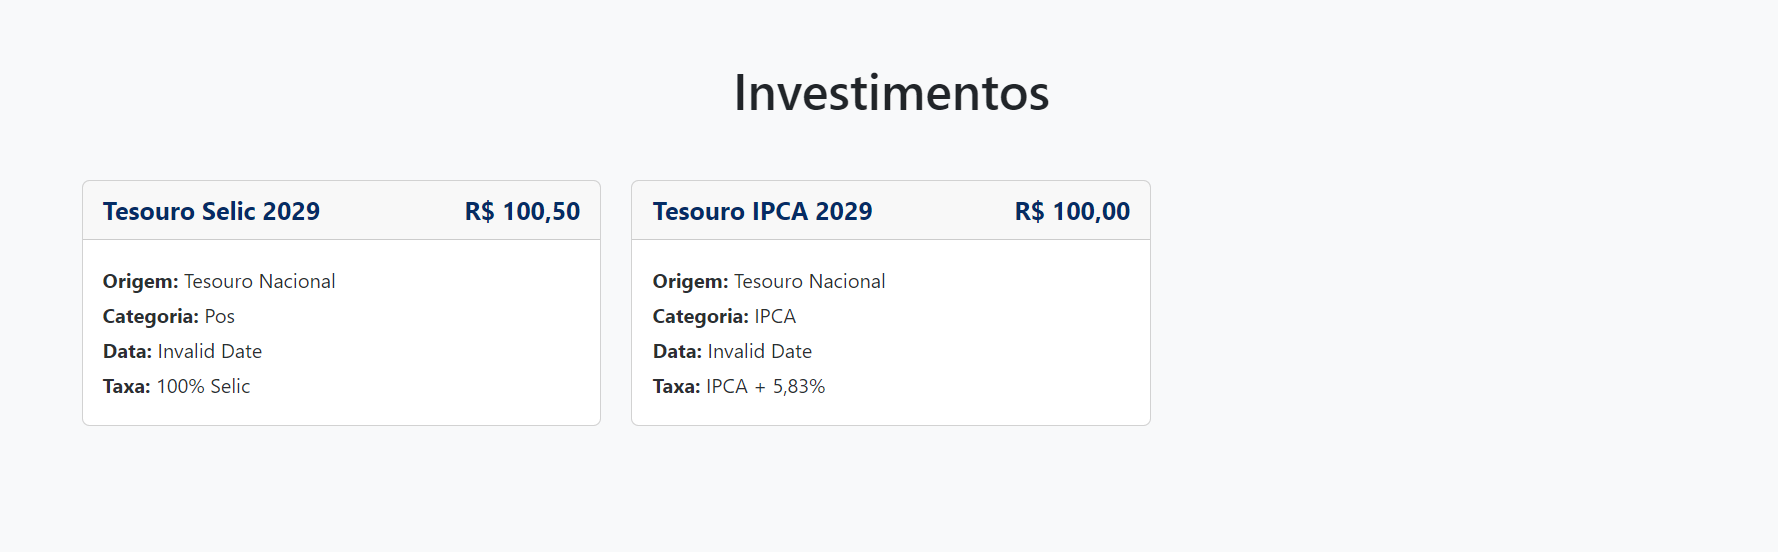 Investimentos
Tesouro Selic 2029 R$ 100,50
Origem: Tesouro Nacional
Categoria: Pos
Data: Invalid Date
Taxa: 100% Selic
Tesouro IPCA 2029 R$ 100,00
Origem: Tesouro Nacional
Categoria: IPCA
Data: Invalid Date
Taxa: IPCA + 5,83%